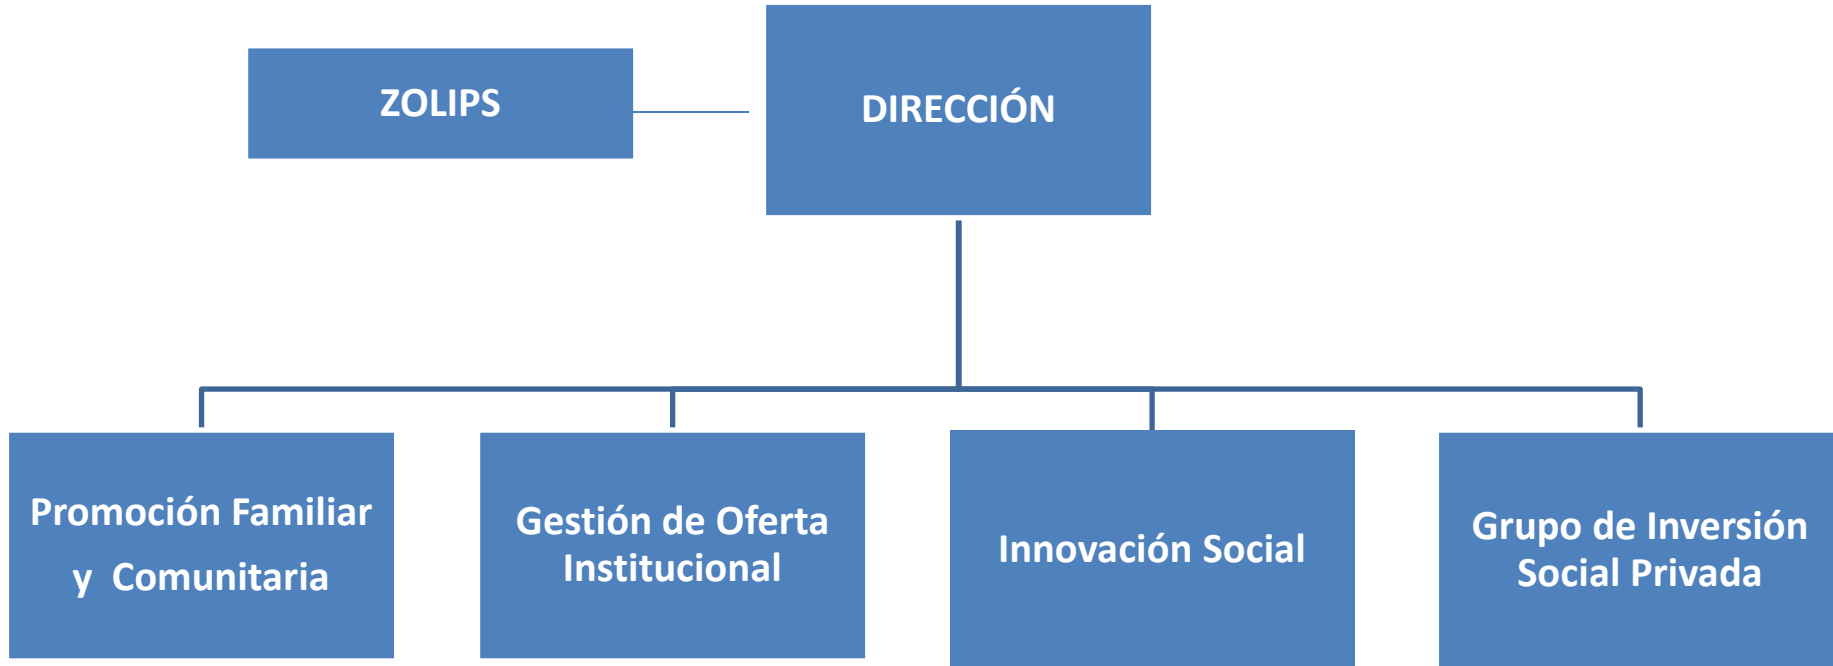 ZOLIPS
DIRECCIÓN
Promoción Familiar
y Comunitaria
Gestión de Oferta
Institucional
Innovación Social
Grupo de Inversión
Social Privada